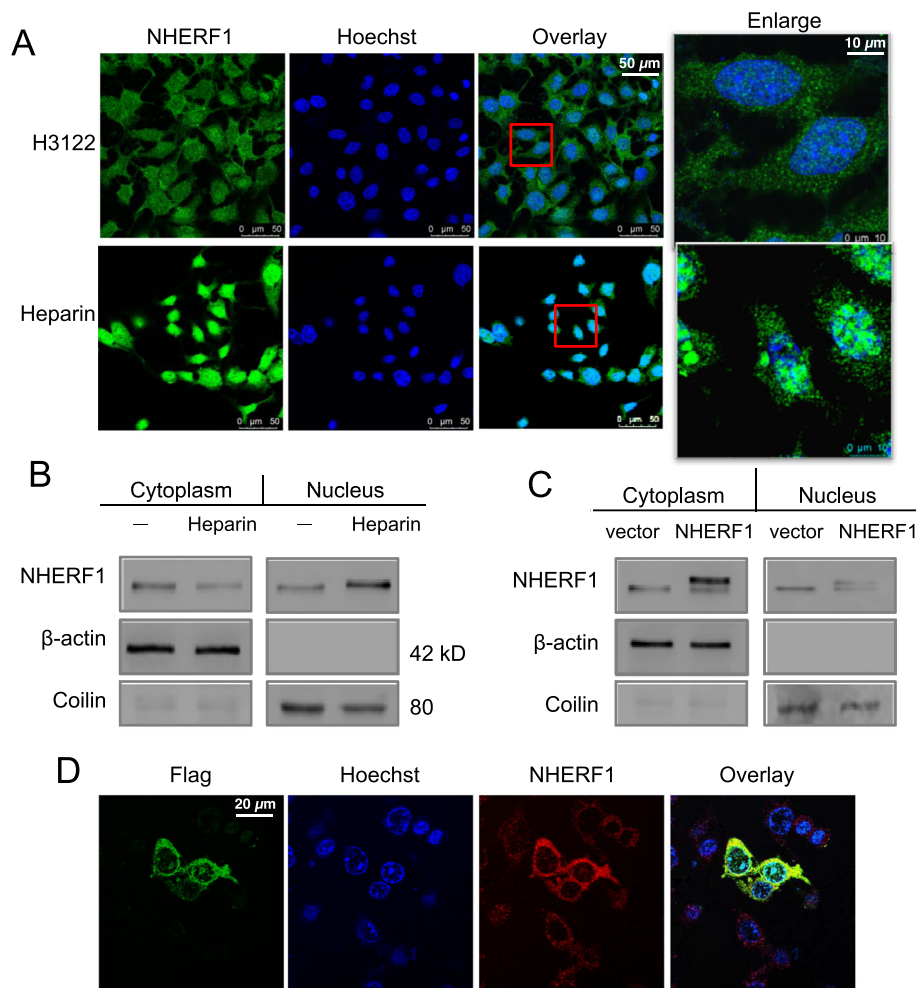 A
NHERF1
Hoechst
Overlay
Enlarge
50 µm
10 µm
H3122
0 µm 50
0 µm 50
0 µm 50
0 µm 10
Heparin
0 µm 50
0 µm 50
0 µm 50
0 µm 10
B
Cytoplasm Nucleus
— Heparin — Heparin
NHERF1
β-actin
42 kD
Coilin
80
C
Cytoplasm Nucleus
vector NHERF1 vector NHERF1
NHERF1
β-actin
Coilin
D
Flag
Hoechst
NHERF1
Overlay
20 µm